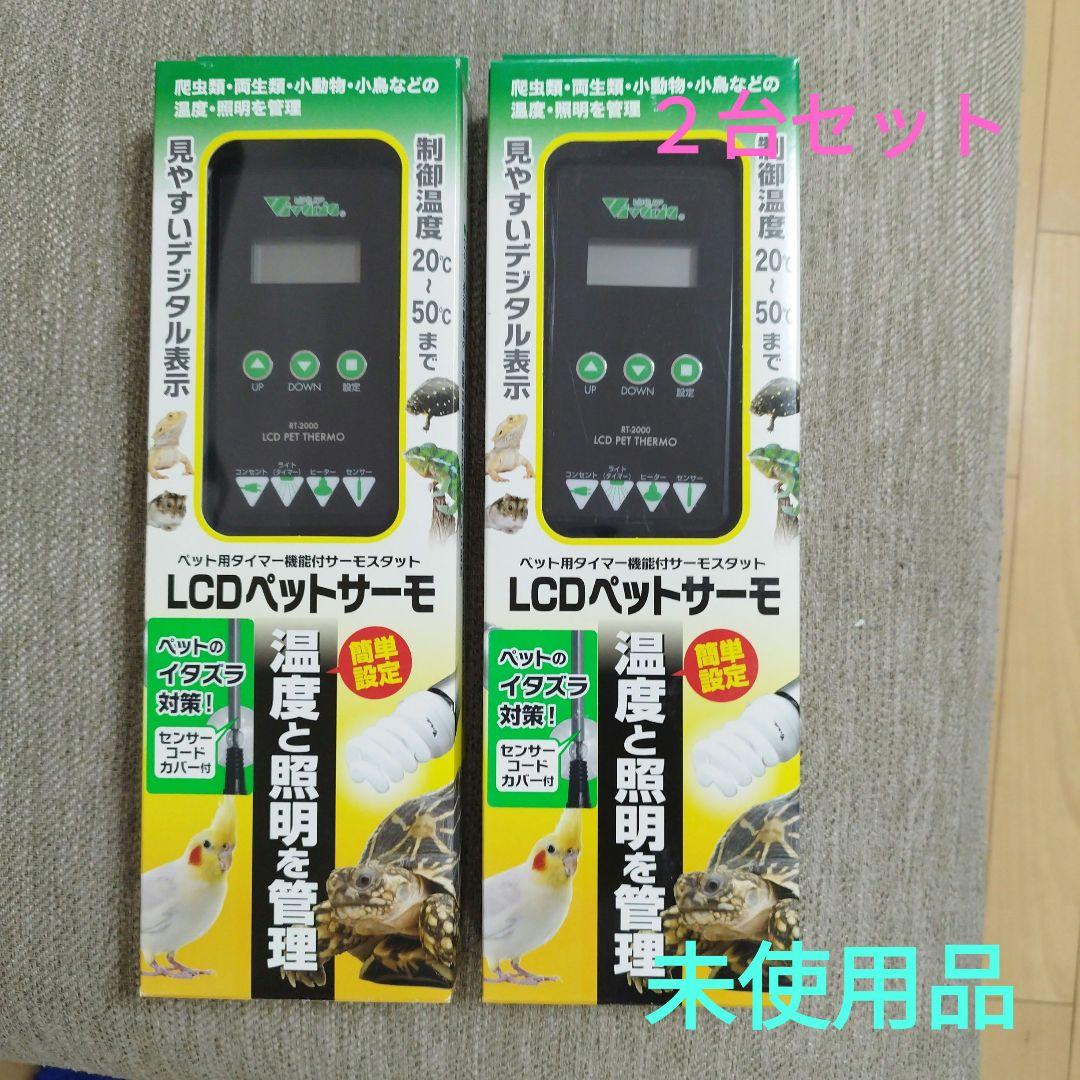 爬虫類・両生類・小動物・小鳥などの
温度・照明を管理
見やすいデジタル表示
制御温度
20℃
～
50℃
まで
Vivaria®
UP
DOWN
設定
RT-2000
LCD PET THERMO
コンセント
ライト
(タイマー)
ヒーター
センサー
ペット用タイマー機能付サーモスタット
LCDペットサーモ
ペットの
イタズラ
対策！
センサー
コード
カバー付
温度と照明を管理
簡単
設定
爬虫類・両生類・小動物・小鳥などの
温度・照明を管理
２台セット
見やすいデジタル表示
制御温度
20℃
～
50℃
まで
Vivaria®
UP
DOWN
設定
RT-2000
LCD PET THERMO
コンセント
ライト
(タイマー)
ヒーター
センサー
ペット用タイマー機能付サーモスタット
LCDペットサーモ
ペットの
イタズラ
対策！
センサー
コード
カバー付
温度と照明を管理
簡単
設定
未使用品